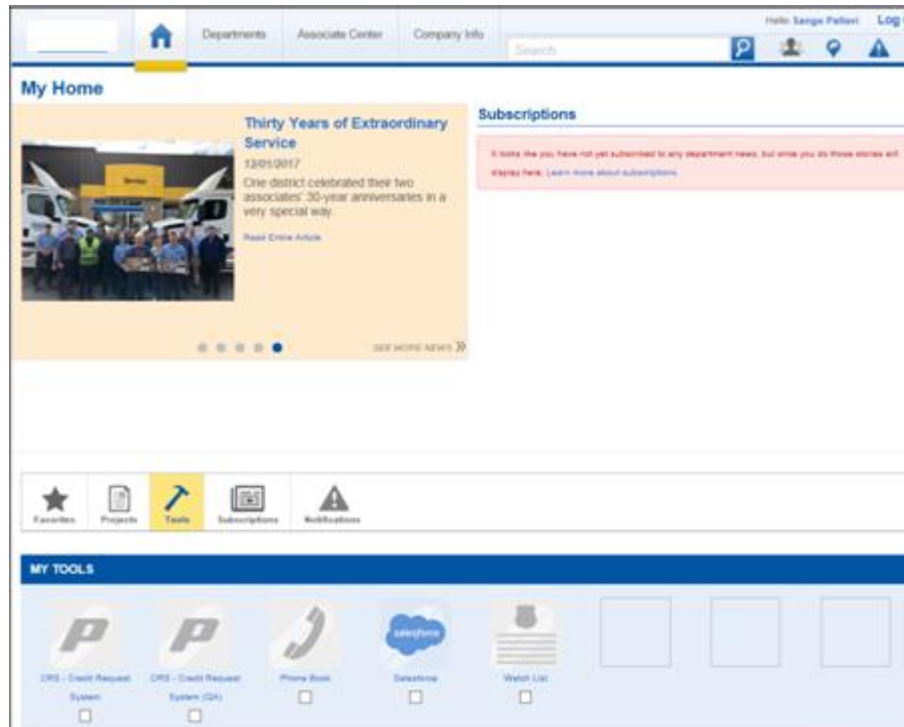 Departments
Associate Center
Company Info
Hello Sanga Pallavi
Log
Search
My Home
Thirty Years of Extraordinary
Service
12/01/2017
One district celebrated their two
associates' 30-year anniversaries in a
very special way.
Read Entire Article
SEE MORE NEWS
Subscriptions
It looks like you have not yet subscribed to any department news, but once you do those stories will
display here. Learn more about subscriptions.
Favorites
Projects
Tools
Subscriptions
Notifications
MY TOOLS
CRS - Credit Request
System
CRS - Credit Request
System (QA)
Phone Book
salesforce
Salesforce
Watch List